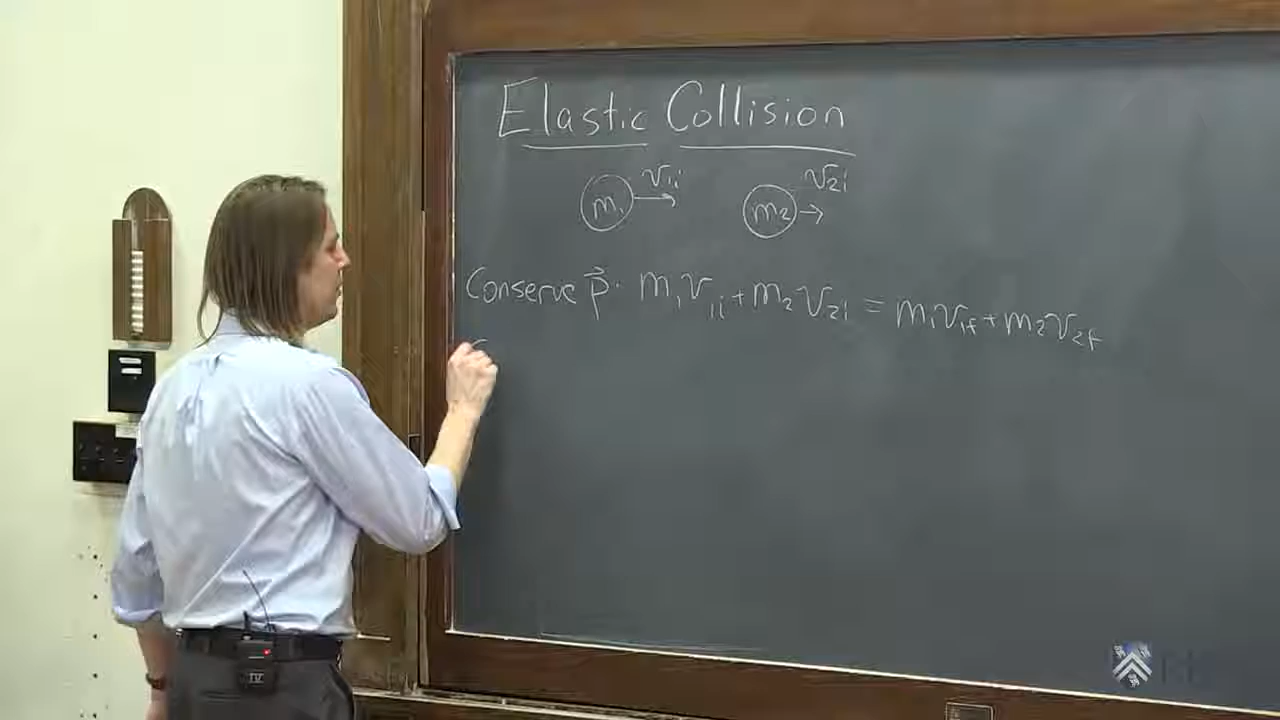 Elastic Collision
m₁ v₁ᵢ m₂ v₂ᵢ
Conserve p⃗: m₁v₁ᵢ + m₂v₂ᵢ = m₁v₁f + m₂v₂f